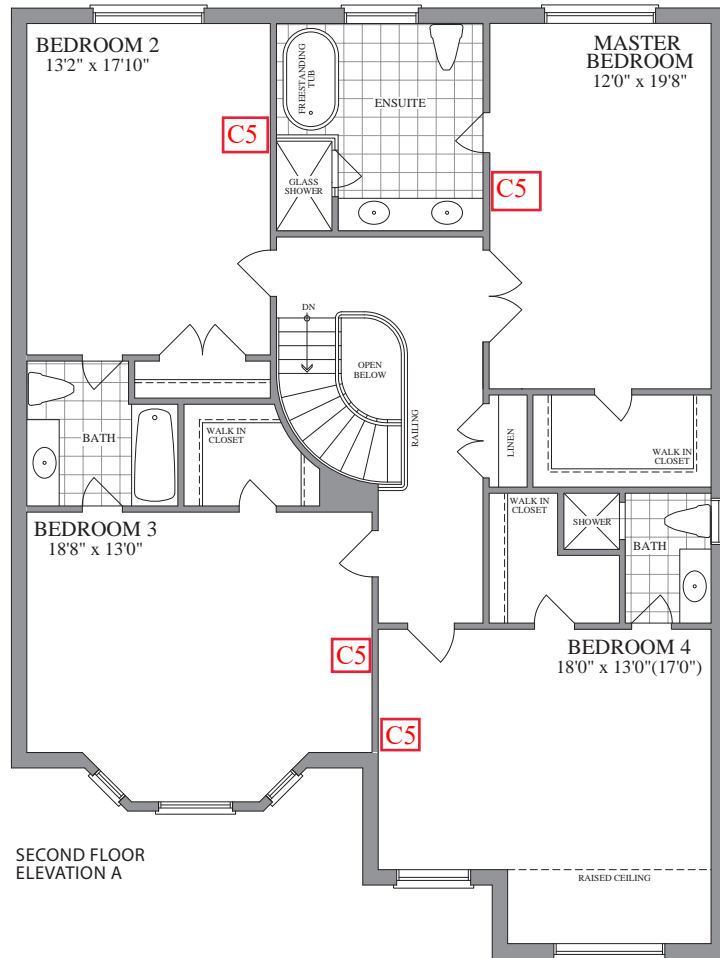 BEDROOM 2
13'2" x 17'10"
FREESTANDING
TUB
ENSUITE
MASTER
BEDROOM
12'0" x 19'8"
C5
C5
GLASS
SHOWER
DN
OPEN
BELOW
RAILING
BATH
WALK IN
CLOSET
LINEN
WALK IN
CLOSET
WALK IN
CLOSET
SHOWER
BATH
BEDROOM 3
18'8" x 13'0"
C5
BEDROOM 4
18'0" x 13'0"(17'0")
C5
SECOND FLOOR
ELEVATION A
RAISED CEILING